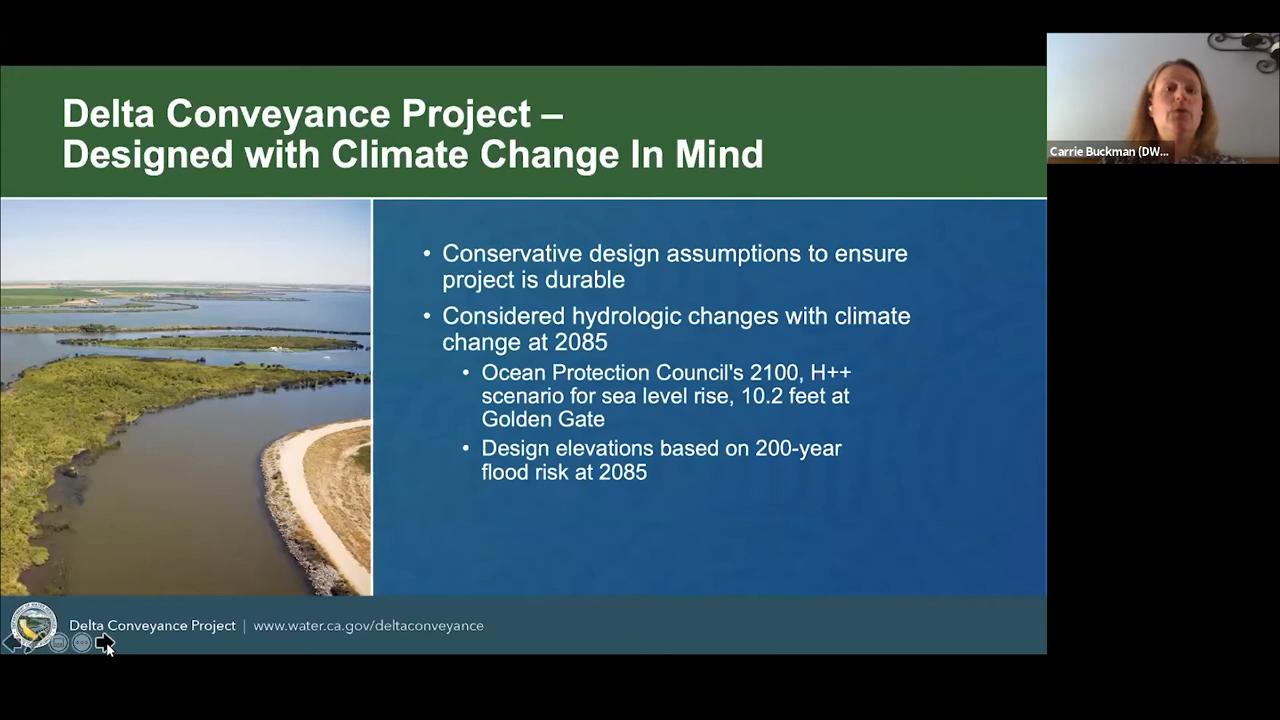 Delta Conveyance Project –
Designed with Climate Change In Mind
Carrie Buckman (DW...
• Conservative design assumptions to ensure
project is durable
• Considered hydrologic changes with climate
change at 2085
• Ocean Protection Council's 2100, H++
scenario for sea level rise, 10.2 feet at
Golden Gate
• Design elevations based on 200-year
flood risk at 2085
Delta Conveyance Project | www.water.ca.gov/deltaconveyance